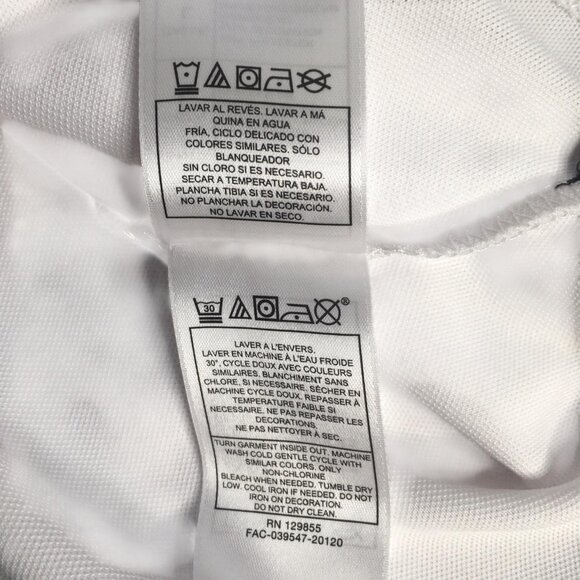 LAVAR AL REVÉS. LAVAR A MÁ
QUINA EN AGUA
FRÍA, CICLO DELICADO CON
COLORES SIMILARES. SÓLO
BLANQUEADOR
SIN CLORO SI ES NECESARIO.
SECAR A TEMPERATURA BAJA.
PLANCHA TIBIA SI ES NECESARIO.
NO PLANCHAR LA DECORACIÓN.
NO LAVAR EN SECO.
30
®
LAVER A L'ENVERS.
LAVER EN MACHINE À L'EAU FROIDE
30°, CYCLE DOUX AVEC COULEURS
SIMILAIRES. BLANCHIMENT SANS
CHLORE, SI NECESSAIRE. SÉCHER EN
MACHINE CYCLE DOUX. REPASSER À
TEMPÉRATURE FAIBLE SI
NECESSAIRE. NE PAS REPASSER LES
DECORATIONS.
NE PAS NETTOYER À SEC.
TURN GARMENT INSIDE OUT. MACHINE
WASH COLD GENTLE CYCLE WITH
SIMILAR COLORS. ONLY
NON-CHLORINE
BLEACH WHEN NEEDED. TUMBLE DRY
LOW. COOL IRON IF NEEDED. DO NOT
IRON ON DECORATION.
DO NOT DRY CLEAN.
RN 129855
FAC-039547-20120